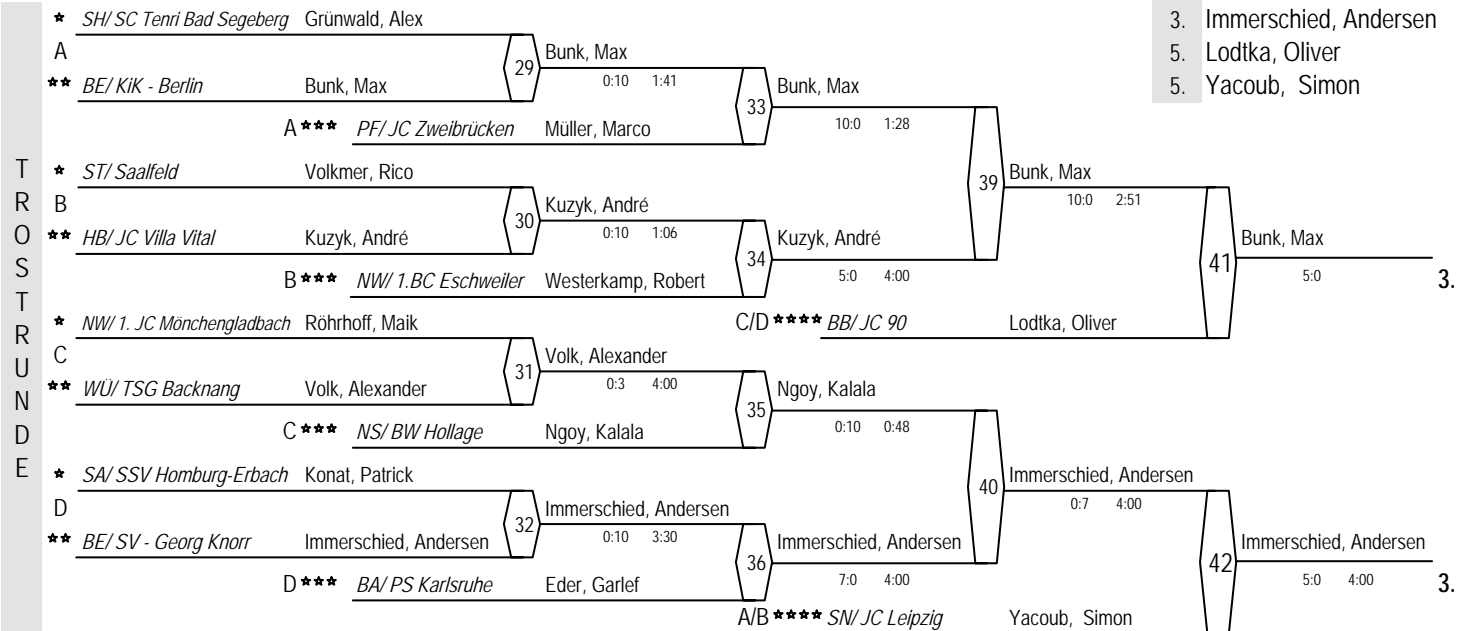 ★ SH/ SC Tenri Bad Segeberg Grünwald, Alex
3. Immerschied, Andersen
A
29 Bunk, Max
5. Lodtka, Oliver
★★ BE/ KiK - Berlin Bunk, Max
0:10 1:41
33 Bunk, Max
5. Yacoub, Simon
A ★★★ PF/ JC Zweibrücken Müller, Marco
10:0 1:28
TROSTRUNDE
★ ST/ Saalfeld Volkmer, Rico
39 Bunk, Max
10:0 2:51
B
30 Kuzyk, André
★★ HB/ JC Villa Vital Kuzyk, André
0:10 1:06
34 Kuzyk, André
41 Bunk, Max
B ★★★ NW/ 1.BC Eschweiler Westerkamp, Robert
5:0 4:00
5:0
3.
★ NW/ 1. JC Mönchengladbach Röhrhoff, Maik
C/D ★★★★ BB/ JC 90 Lodtka, Oliver
C
31 Volk, Alexander
★★ WÜ/ TSG Backnang Volk, Alexander
0:3 4:00
35 Ngoy, Kalala
C ★★★ NS/ BW Hollage Ngoy, Kalala
0:10 0:48
★ SA/ SSV Homburg-Erbach Konat, Patrick
40 Immerschied, Andersen
0:7 4:00
D
32 Immerschied, Andersen
★★ BE/ SV - Georg Knorr Immerschied, Andersen
0:10 3:30
36 Immerschied, Andersen
42 Immerschied, Andersen
D ★★★ BA/ PS Karlsruhe Eder, Garlef
7:0 4:00
5:0 4:00
3.
A/B ★★★★ SN/ JC Leipzig Yacoub, Simon